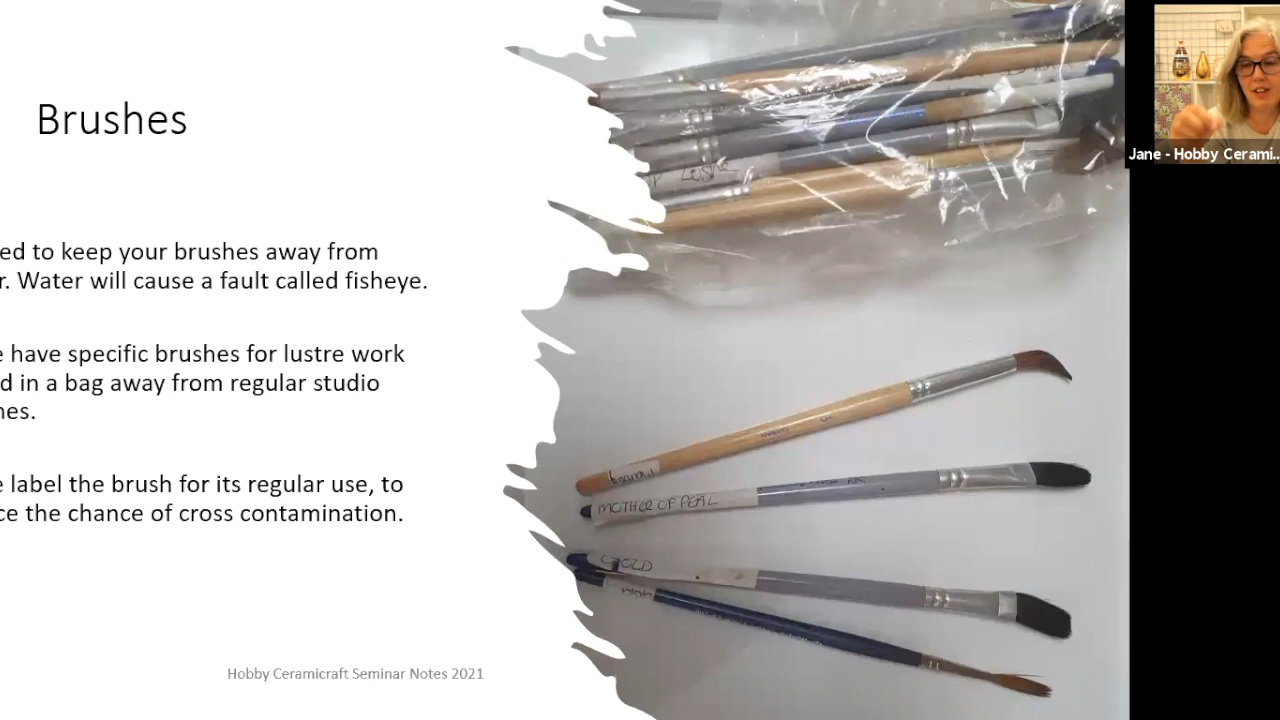 Brushes
ed to keep your brushes away from
r. Water will cause a fault called fisheye.
e have specific brushes for lustre work
d in a bag away from regular studio
hes.
e label the brush for its regular use, to
ce the chance of cross contamination.
Hobby Ceramicraft Seminar Notes 2021
Jane - Hobby Cerami...
MOTHER OF PEAL
GOLD